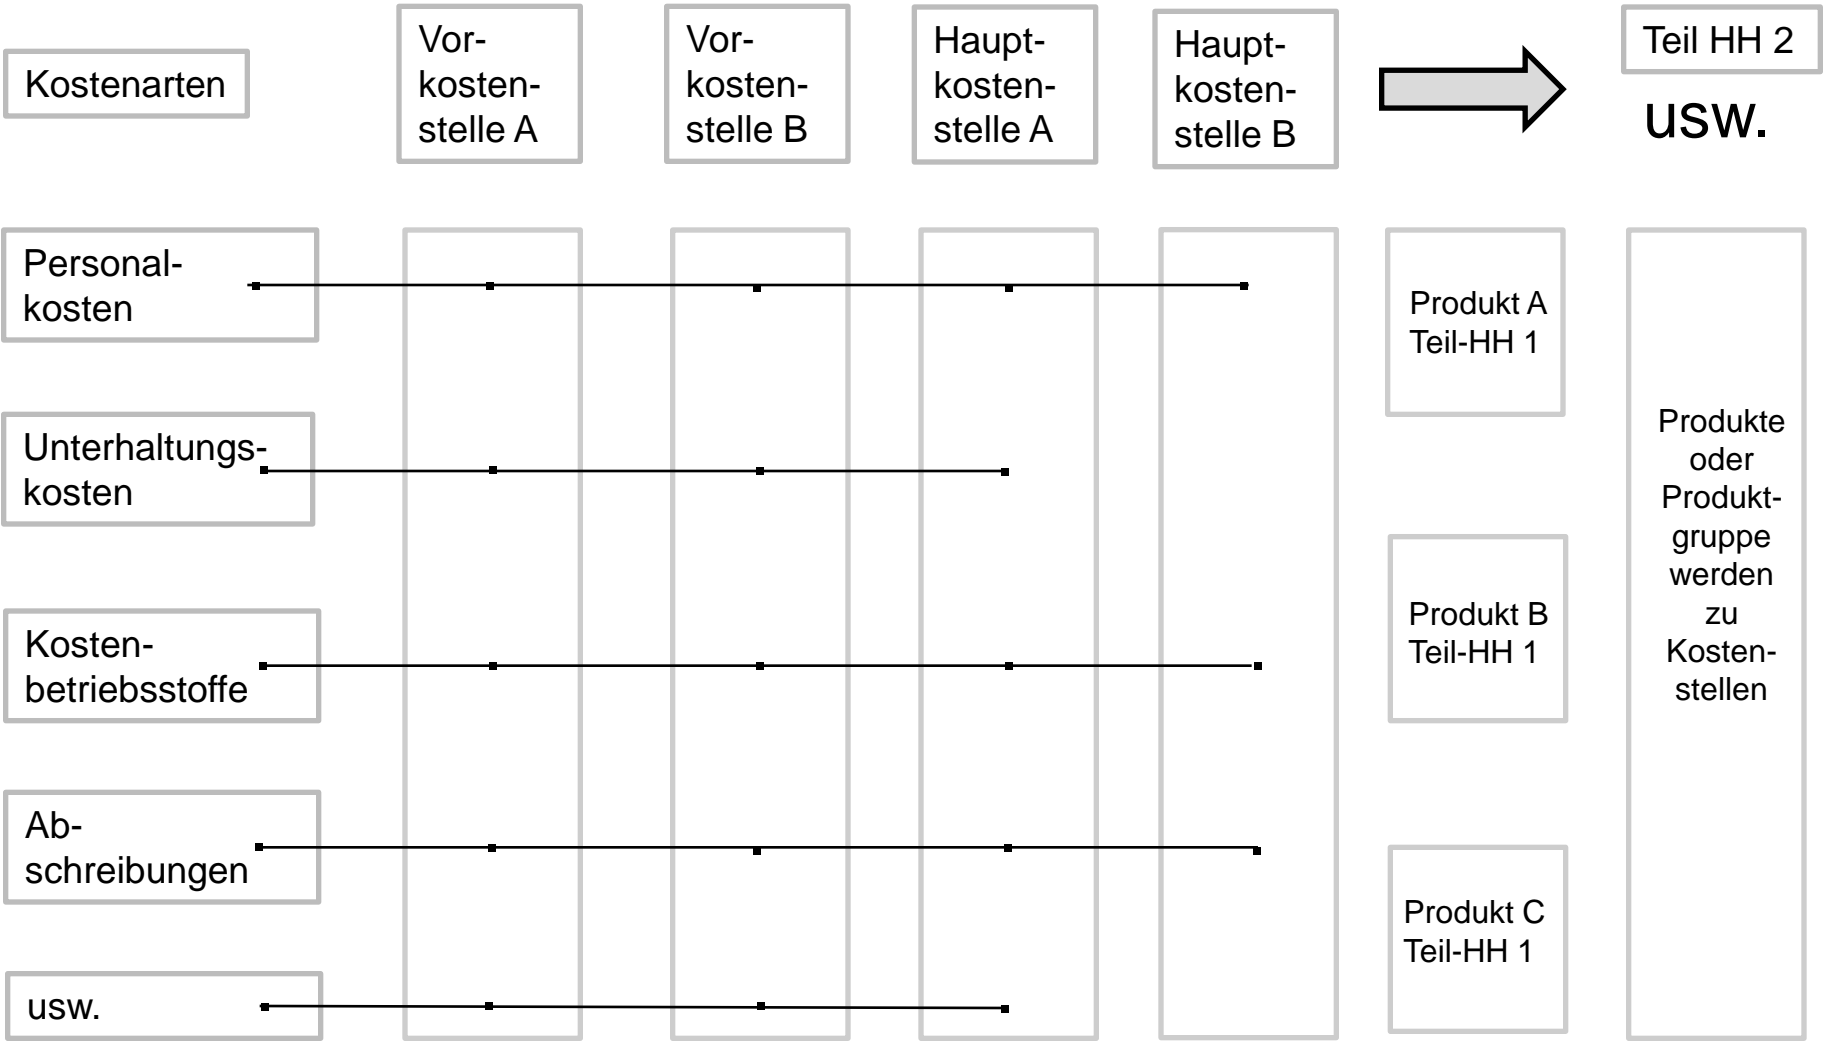 Kostenarten
Vor-
kosten-
stelle A
Vor-
kosten-
stelle B
Haupt-
kosten-
stelle A
Haupt-
kosten-
stelle B
Teil HH 2
usw.
Personal-
kosten
Unterhaltungs-
kosten
Kosten-
betriebsstoffe
Ab-
schreibungen
usw.
Produkt A
Teil-HH 1
Produkt B
Teil-HH 1
Produkt C
Teil-HH 1
Produkte
oder
Produkt-
gruppe
werden
zu
Kosten-
stellen